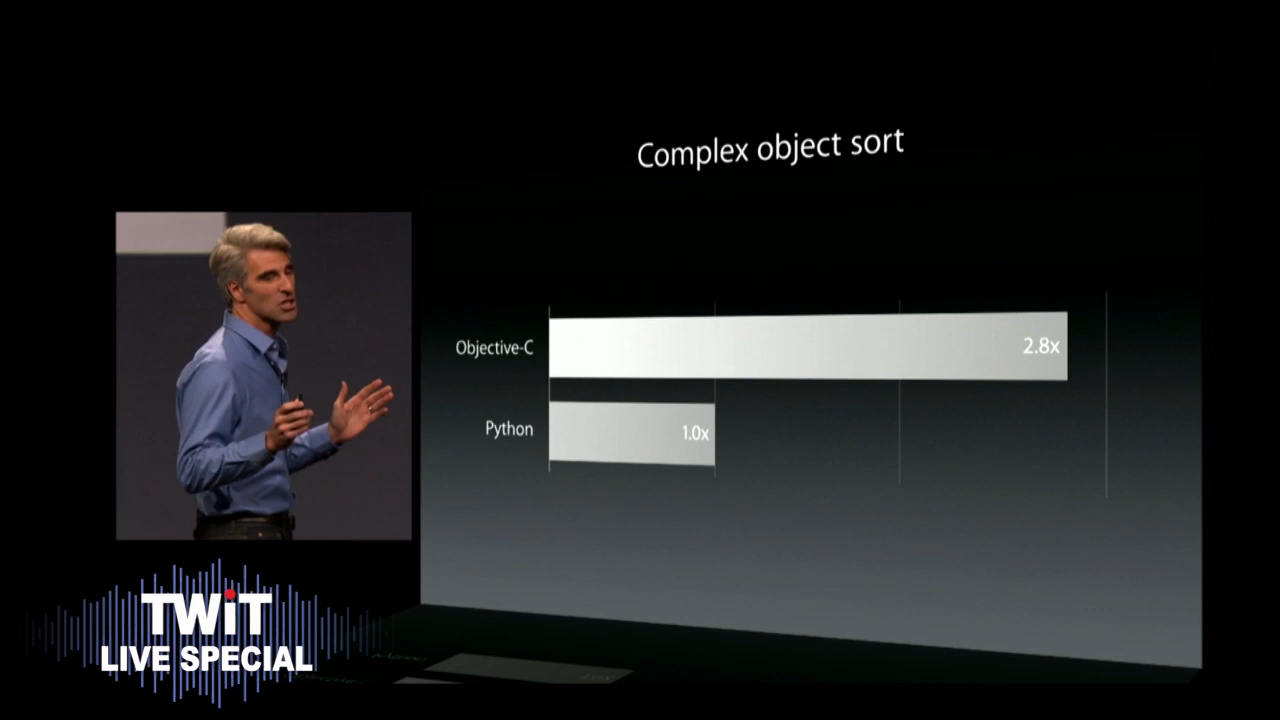 Complex object sort
Objective-C
2.8x
Python
1.0x
TWiT
LIVE SPECIAL